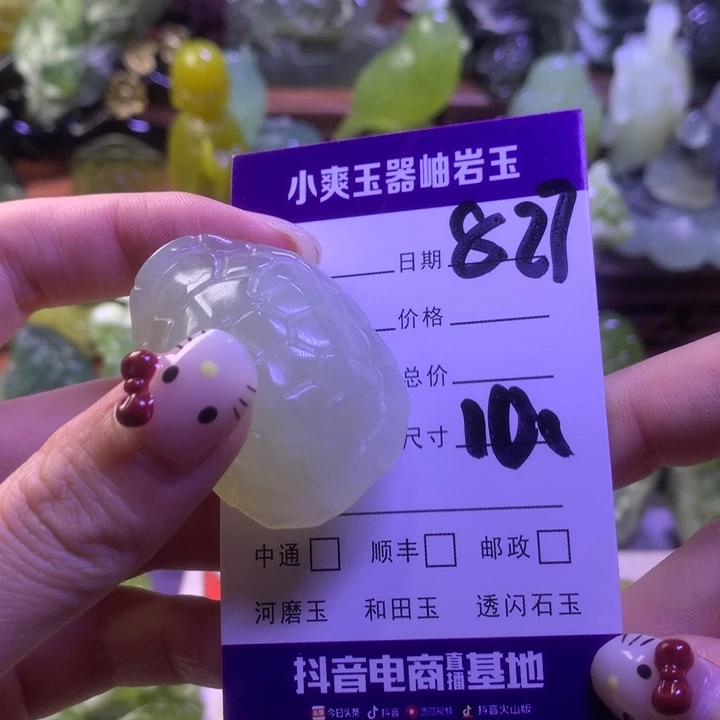 小爽玉器岫岩玉
日期 827
价格
总价
尺寸 10
中通 顺丰 邮政
河磨玉 和田玉 透闪石玉
抖音电商直播基地
今日头条 抖音 西瓜视频 抖音火山版